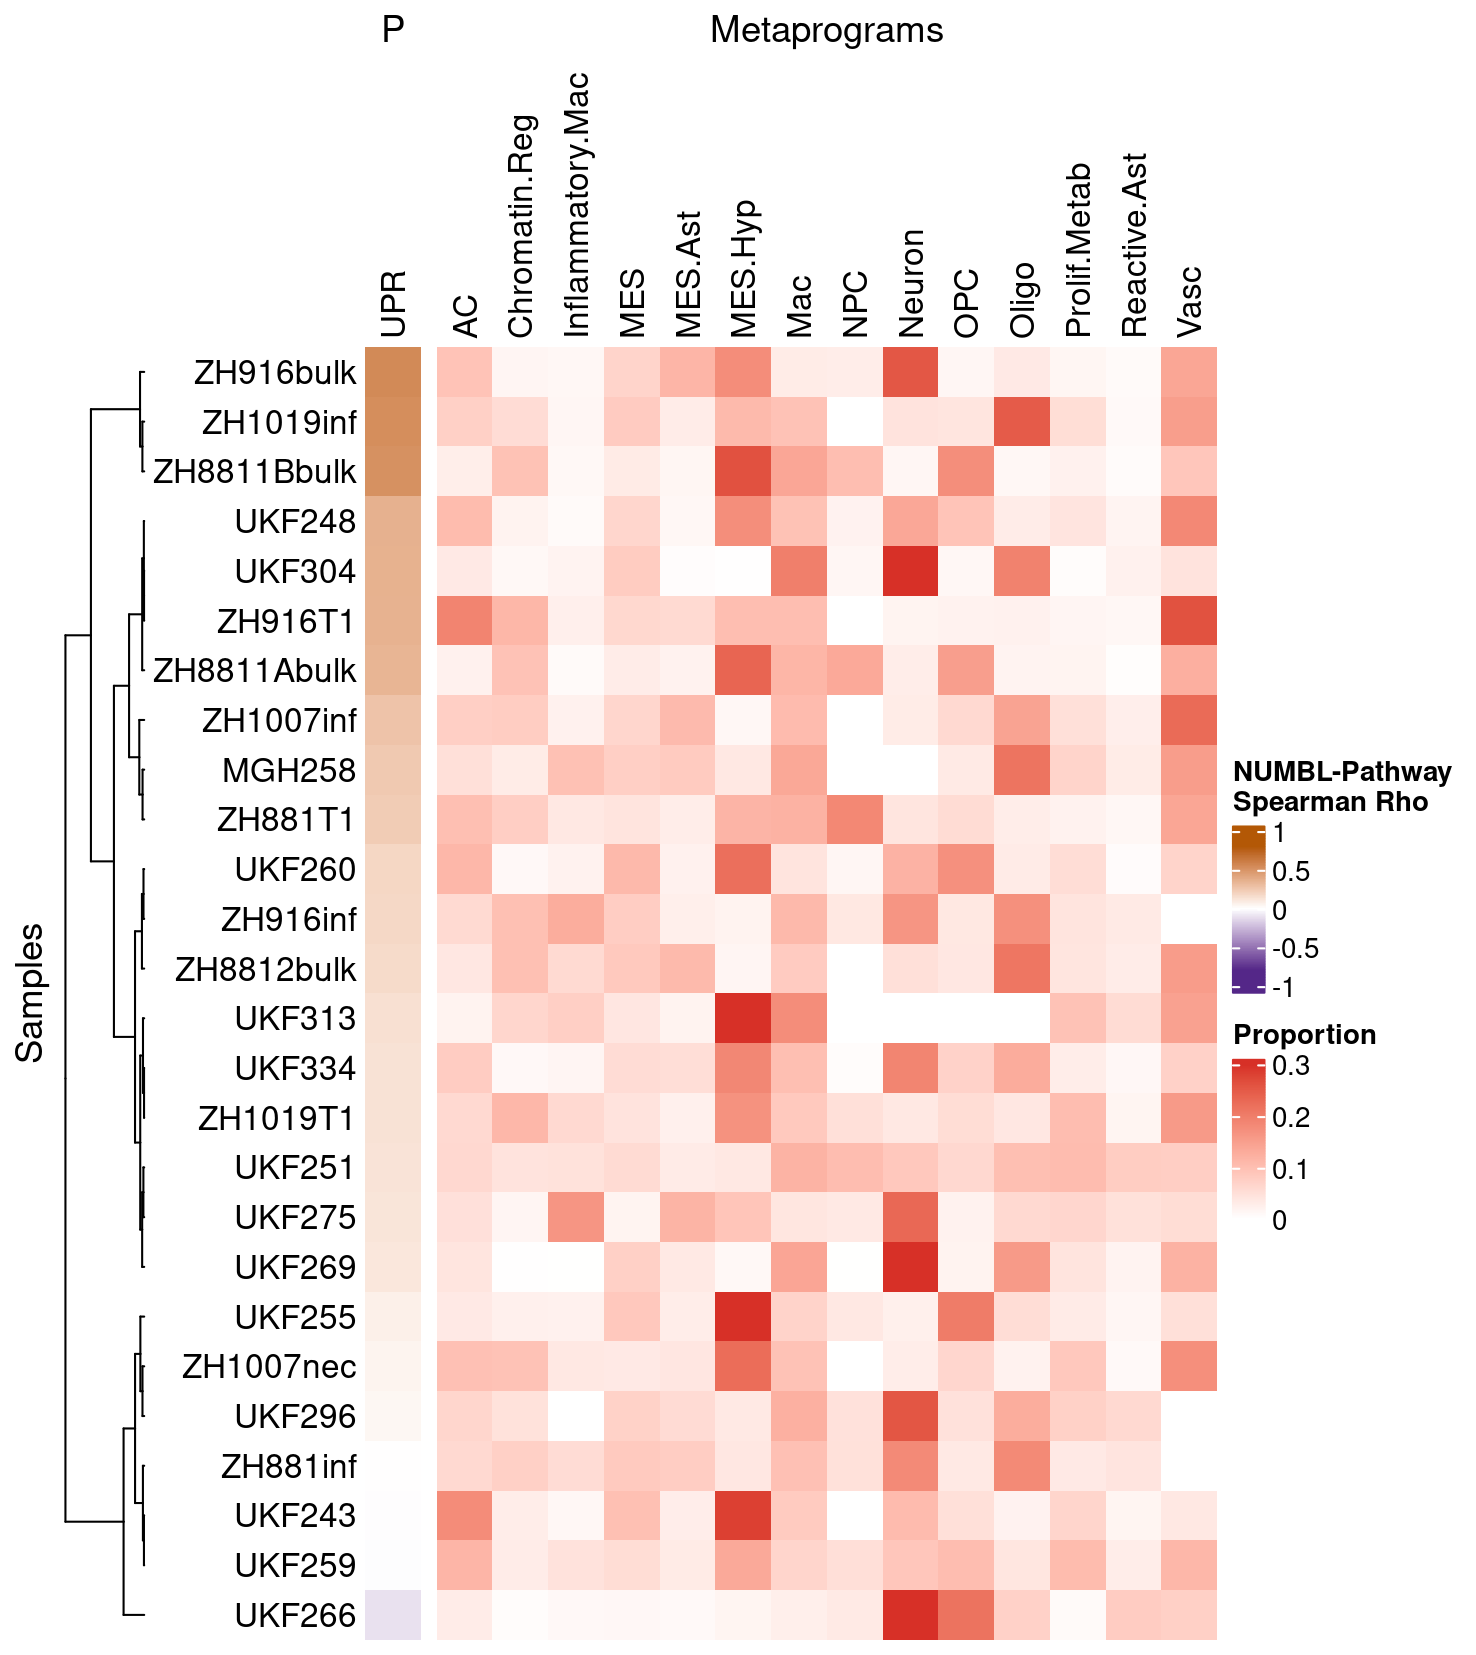 P
Metaprograms
UPR
AC
Chromatin.Reg
Inflammatory.Mac
MES
MES.Ast
MES.Hyp
Mac
NPC
Neuron
OPC
Oligo
Prolif.Metab
Reactive.Ast
Vasc
Samples
ZH916bulk
ZH1019inf
ZH8811Bbulk
UKF248
UKF304
ZH916T1
ZH8811Abulk
ZH1007inf
MGH258
ZH881T1
UKF260
ZH916inf
ZH8812bulk
UKF313
UKF334
ZH1019T1
UKF251
UKF275
UKF269
UKF255
ZH1007nec
UKF296
ZH881inf
UKF243
UKF259
UKF266
NUMBL-Pathway
Spearman Rho
1
0.5
0
-0.5
-1
Proportion
0.3
0.2
0.1
0